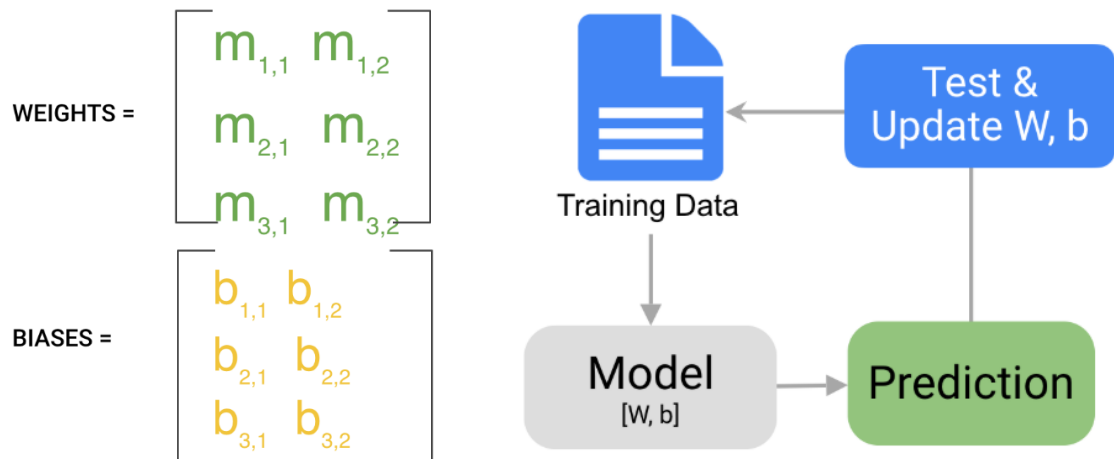 WEIGHTS =
m1,1 m1,2
m2,1 m2,2
m3,1 m3,2
BIASES =
b1,1 b1,2
b2,1 b2,2
b3,1 b3,2
Training Data
Test &
Update W, b
Model
[W, b]
Prediction